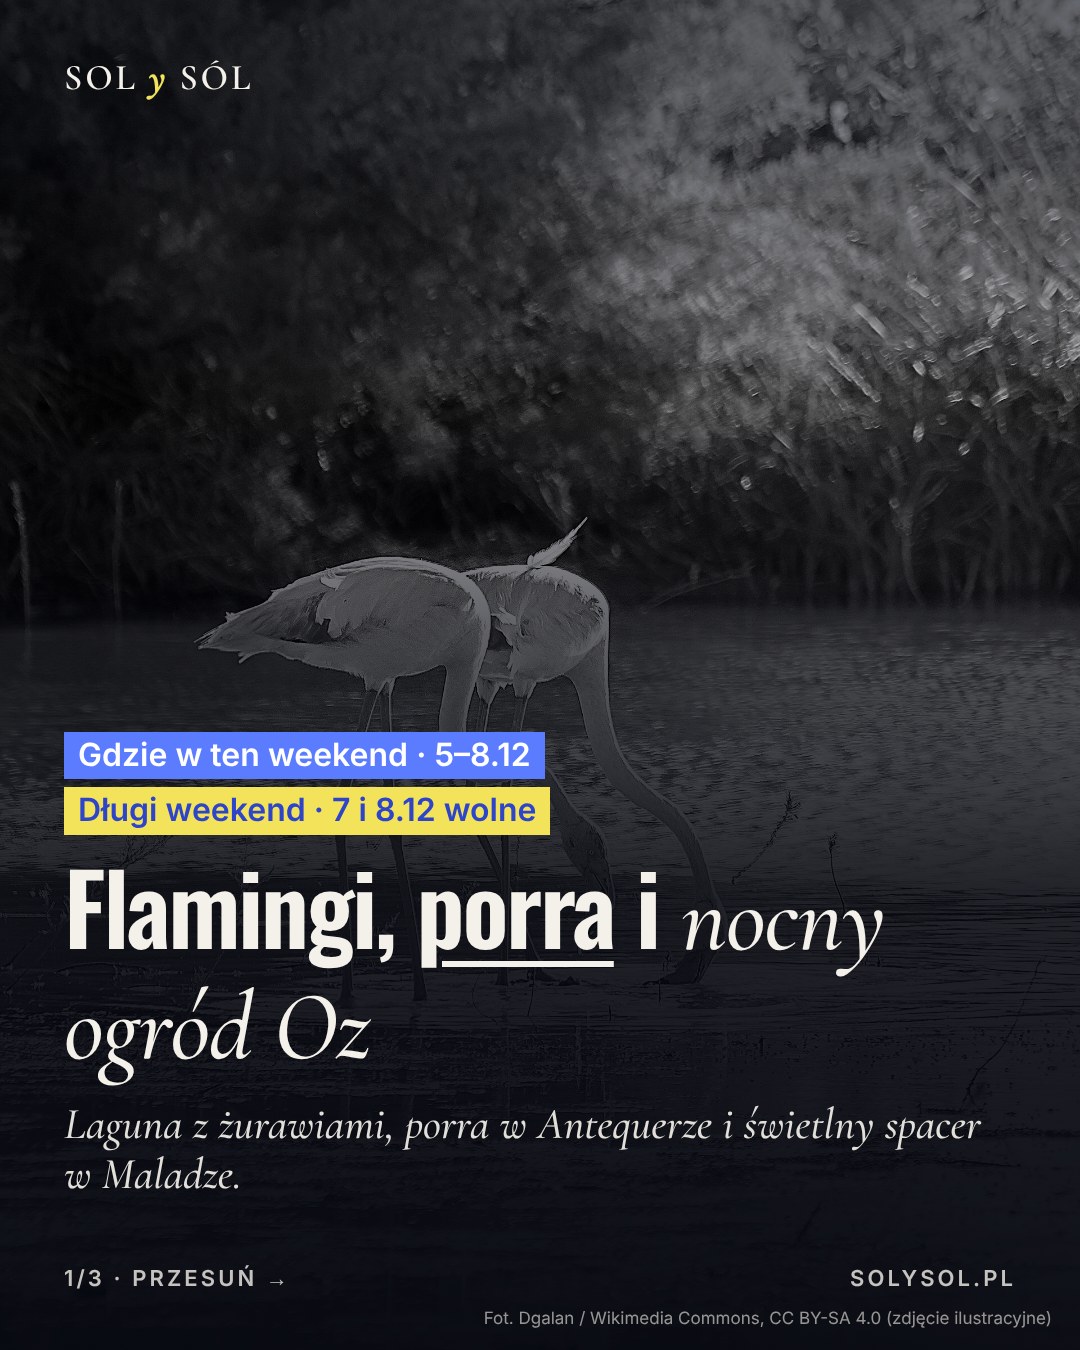 SOL y SÓL
Gdzie w ten weekend · 5–8.12
Długi weekend · 7 i 8.12 wolne
Flamingi, porra i nocny
ogród Oz
Laguna z żurawiami, porra w Antequerze i świetlny spacer
w Maladze.
1/3 · PRZESUŃ →
SOLYSOL.PL
Fot. Dgalan / Wikimedia Commons, CC BY-SA 4.0 (zdjęcie ilustracyjne)